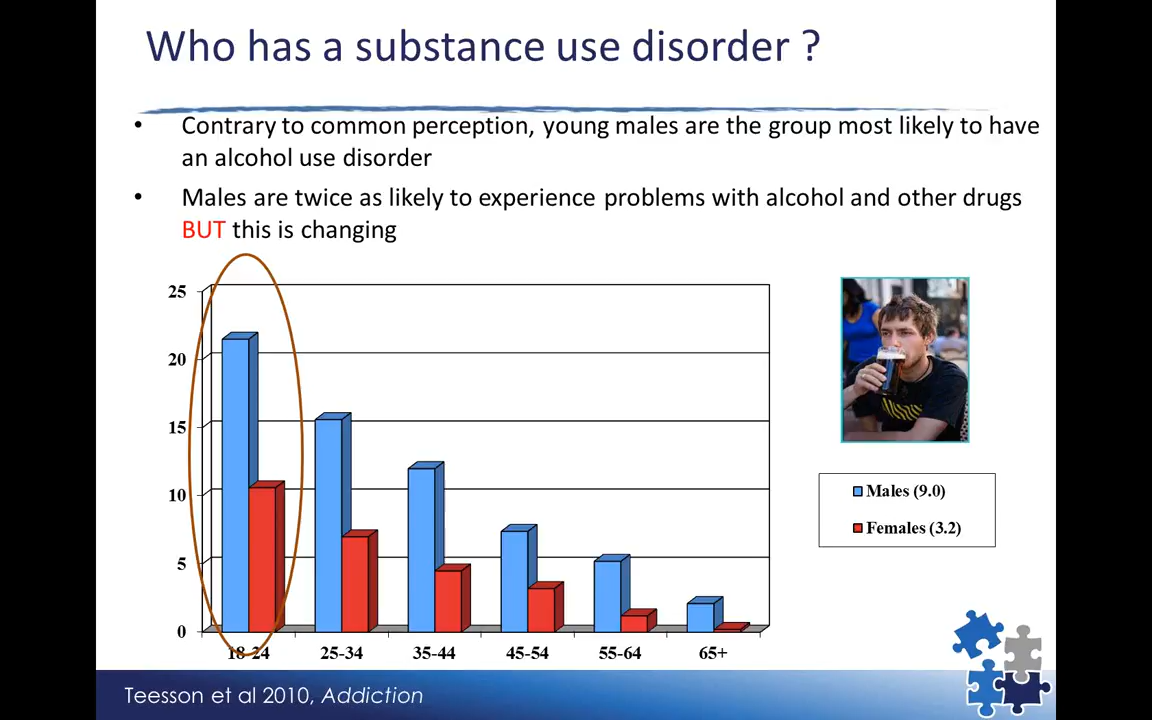 Who has a substance use disorder ?
• Contrary to common perception, young males are the group most likely to have
an alcohol use disorder
• Males are twice as likely to experience problems with alcohol and other drugs
BUT this is changing
25
20
15
10
5
0
18-24 25-34 35-44 45-54 55-64 65+
Males (9.0)
Females (3.2)
Teesson et al 2010, Addiction